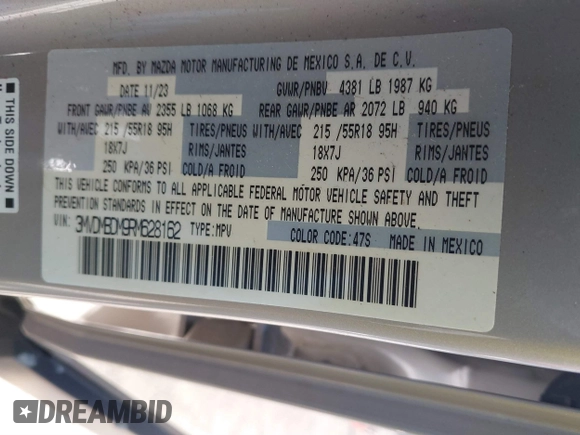 MFD. BY MAZDA MOTOR MANUFACTURING DE MEXICO S.A. DE C.V.
DATE 11/23 GVWR/PNBV 4381 LB 1987 KG
FRONT GAWR/PNBE AV 2355 LB 1068 KG REAR GAWR/PNBE AR 2072 LB 940 KG
WITH/AVEC 215/55R18 95H TIRES/PNEUS WITH/AVEC 215/55R18 95H TIRES/PNEUS
18X7J RIMS/JANTES 18X7J RIMS/JANTES
250 KPA/36 PSI COLD/A FROID 250 KPA/36 PSI COLD/A FROID
THIS VEHICLE CONFORMS TO ALL APPLICABLE FEDERAL MOTOR VEHICLE SAFETY AND THEFT
PREVENTION STANDARDS IN EFFECT ON THE DATE OF MANUFACTURE SHOWN ABOVE.
VIN: 3MVDMBDM9RM628162 TYPE:MPV
COLOR CODE:47S MADE IN MEXICO
THIS SIDE DOWN
DREAMBID